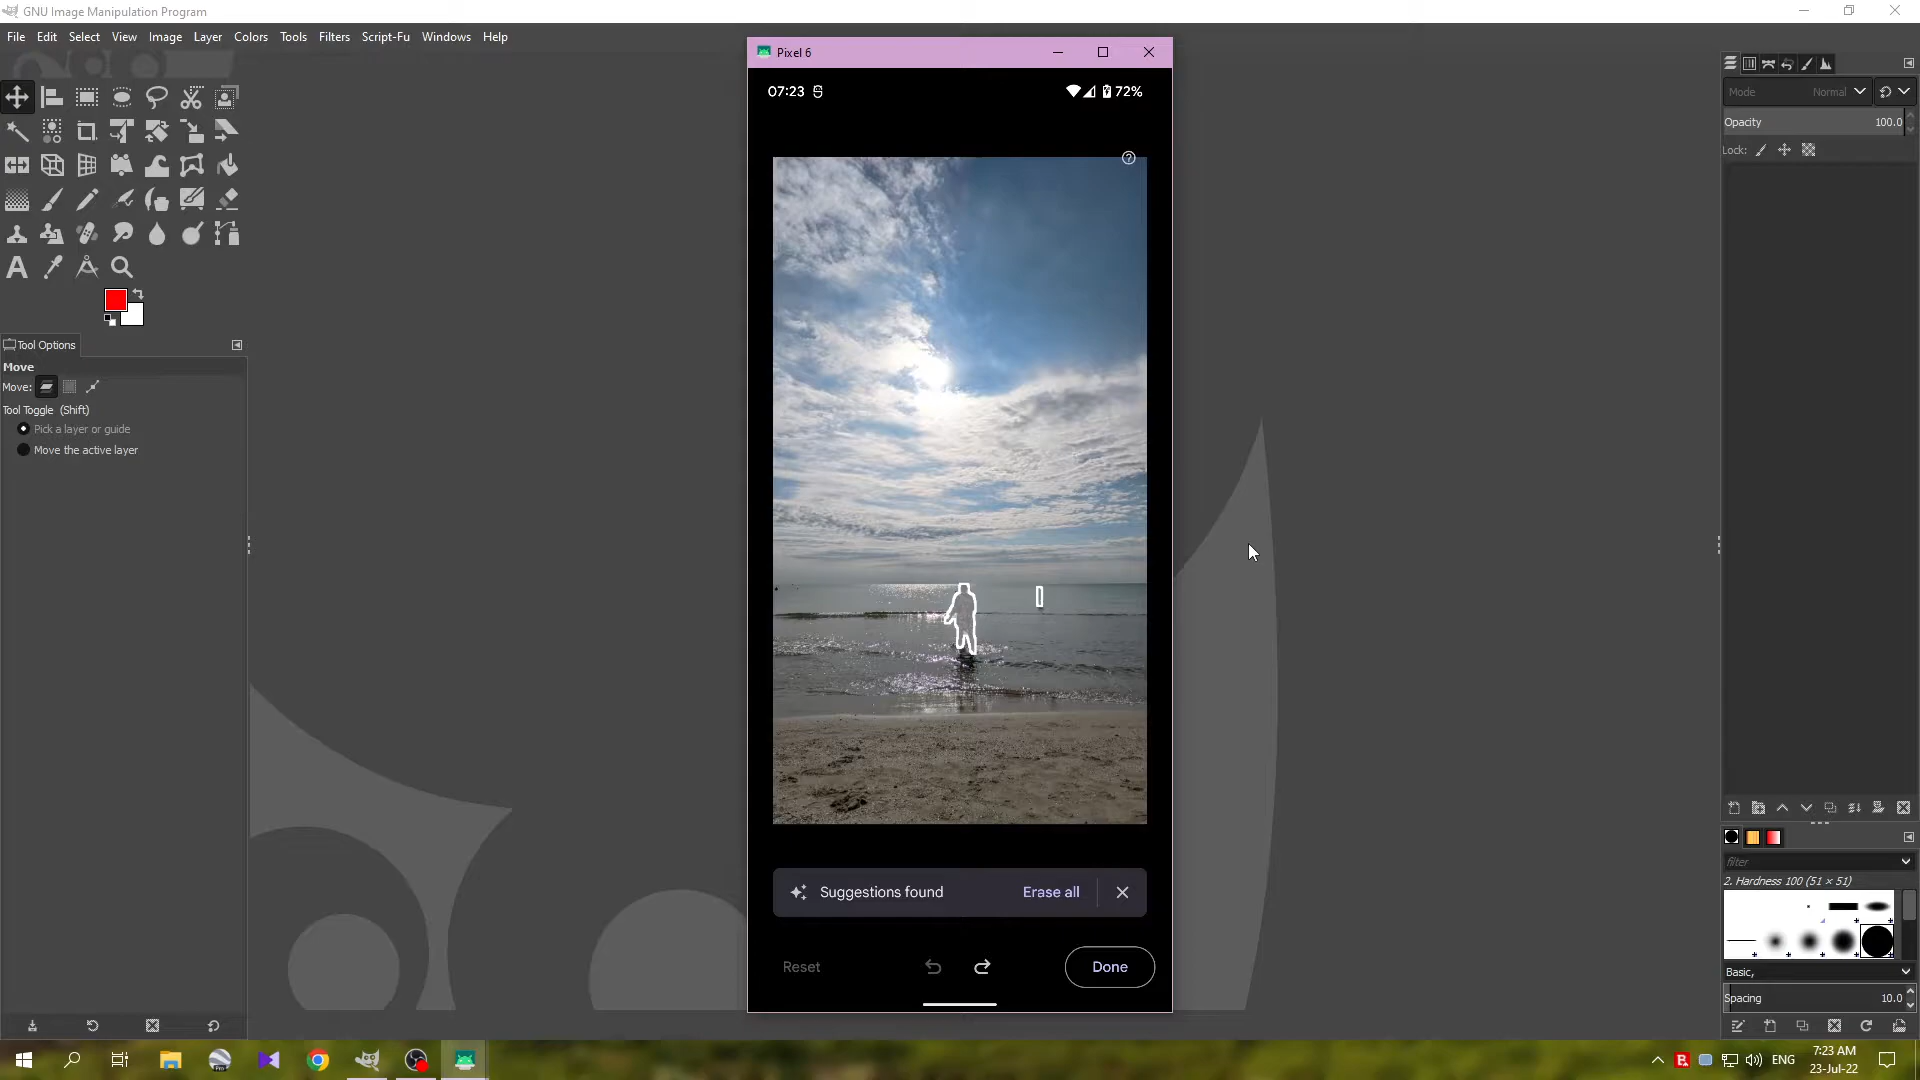 GNU Image Manipulation Program
File Edit Select View Image Layer Colors Tools Filters Script-Fu Windows Help
Pixel 6
07:23
72%
Mode Normal
Opacity 100.0
Lock:
Tool Options
Move
Move:
Tool Toggle (Shift)
Pick a layer or guide
Move the active layer
Suggestions found Erase all
Reset
Done
filter
2. Hardness 100 (51 × 51)
Basic,
Spacing 10.0
ENG
7:23 AM
23-Jul-22